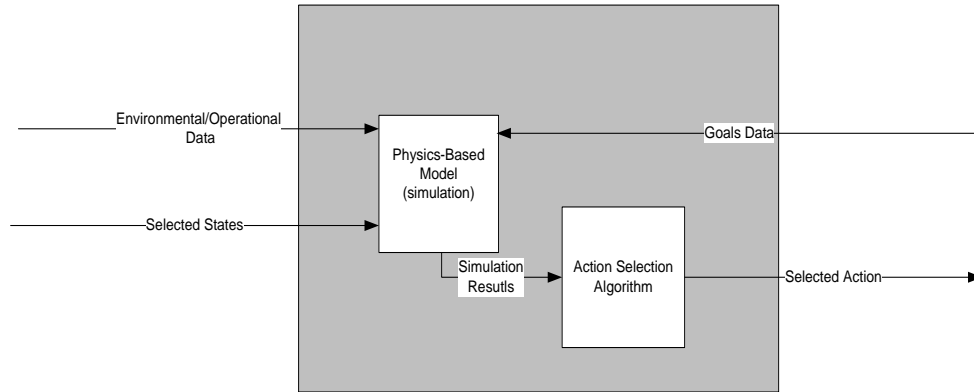 Environmental/Operational
Data
Goals Data
Physics-Based
Model
(simulation)
Selected States
Simulation
Resutls
Action Selection
Algorithm
Selected Action